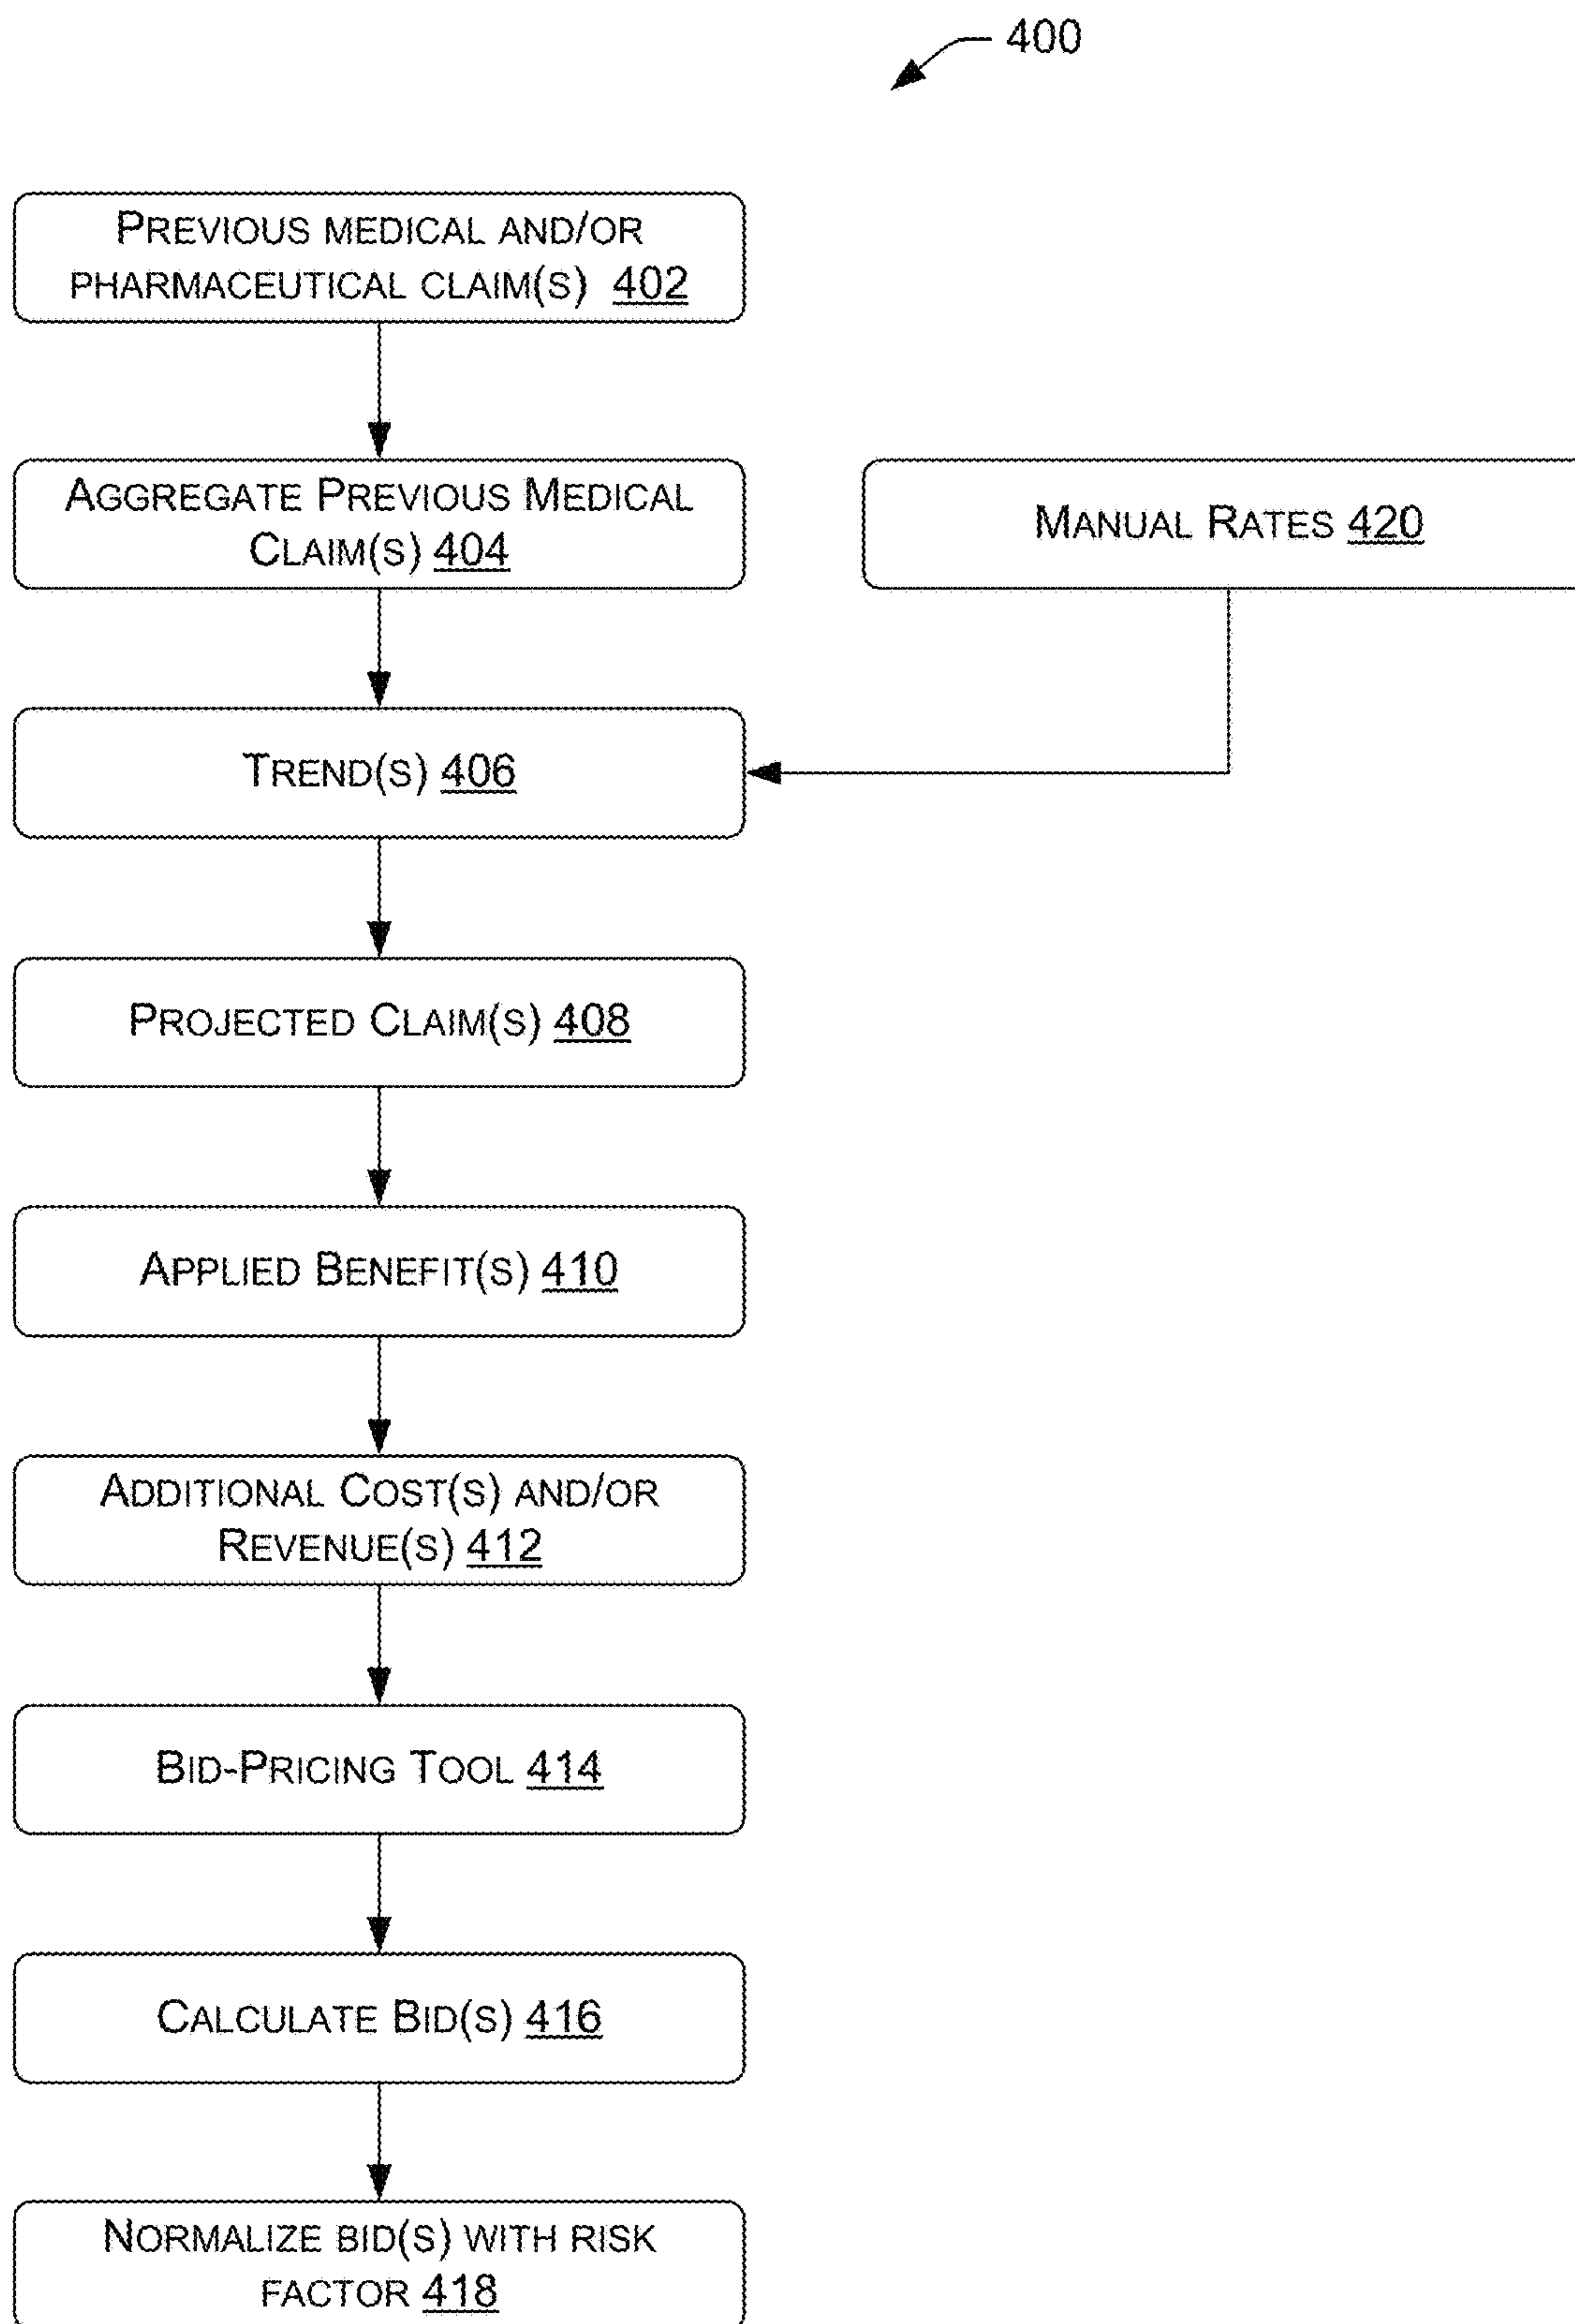 400
Previous medical and/or
pharmaceutical claim(s) 402
Aggregate Previous Medical
Claim(s) 404
Manual Rates 420
Trend(s) 406
Projected Claim(s) 408
Applied Benefit(s) 410
Additional Cost(s) and/or
Revenue(s) 412
Bid-Pricing Tool 414
Calculate Bid(s) 416
Normalize bid(s) with risk
factor 418